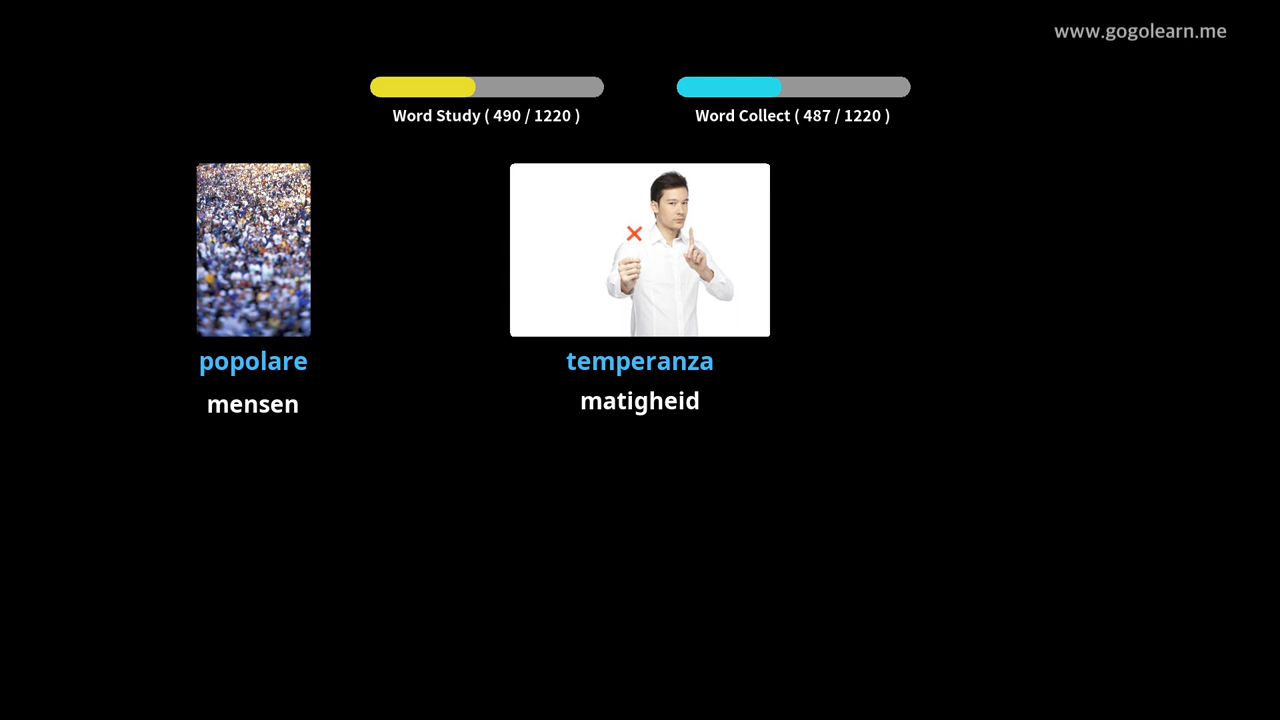 www.gogolearn.me
Word Study ( 490 / 1220 )
Word Collect ( 487 / 1220 )
popolare
mensen
temperanza
matigheid